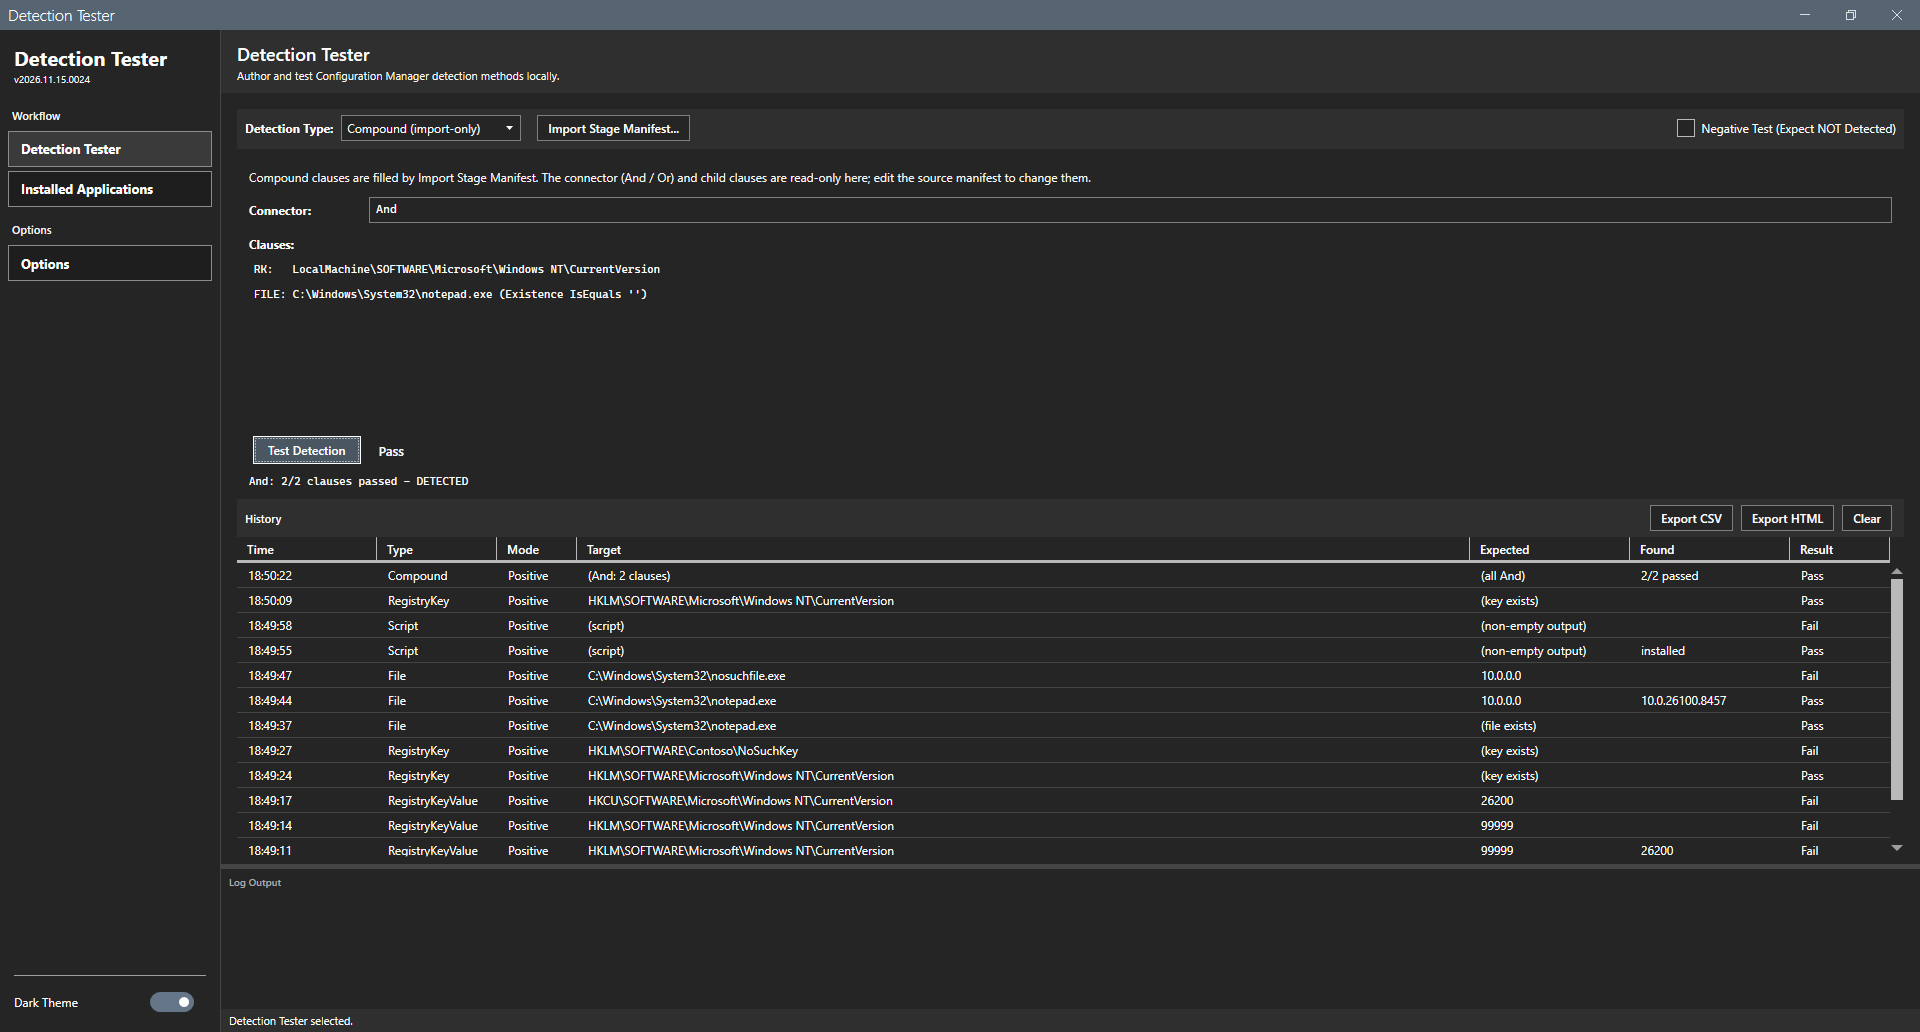 Detection Tester
Detection Tester
v2026.11.15.0024
Workflow
Detection Tester
Installed Applications
Options
Options
Dark Theme
Detection Tester
Author and test Configuration Manager detection methods locally.
Detection Type: Compound (import-only) Import Stage Manifest... Negative Test (Expect NOT Detected)
Compound clauses are filled by Import Stage Manifest. The connector (And / Or) and child clauses are read-only here; edit the source manifest to change them.
Connector: And
Clauses:
RK: LocalMachine\SOFTWARE\Microsoft\Windows NT\CurrentVersion
FILE: C:\Windows\System32\notepad.exe (Existence IsEquals '')
Test Detection Pass
And: 2/2 clauses passed – DETECTED
History Export CSV Export HTML Clear
Time Type Mode Target Expected Found Result
18:50:22 Compound Positive (And: 2 clauses) (all And) 2/2 passed Pass
18:50:09 RegistryKey Positive HKLM\SOFTWARE\Microsoft\Windows NT\CurrentVersion (key exists) Pass
18:49:58 Script Positive (script) (non-empty output) Fail
18:49:55 Script Positive (script) (non-empty output) installed Pass
18:49:47 File Positive C:\Windows\System32\nosuchfile.exe 10.0.0.0 Fail
18:49:44 File Positive C:\Windows\System32\notepad.exe 10.0.0.0 10.0.26100.8457 Pass
18:49:37 File Positive C:\Windows\System32\notepad.exe (file exists) Pass
18:49:27 RegistryKey Positive HKLM\SOFTWARE\Contoso\NoSuchKey (key exists) Fail
18:49:24 RegistryKey Positive HKLM\SOFTWARE\Microsoft\Windows NT\CurrentVersion (key exists) Pass
18:49:17 RegistryKeyValue Positive HKCU\SOFTWARE\Microsoft\Windows NT\CurrentVersion 26200 Fail
18:49:14 RegistryKeyValue Positive HKLM\SOFTWARE\Microsoft\Windows NT\CurrentVersion 99999 Fail
18:49:11 RegistryKeyValue Positive HKLM\SOFTWARE\Microsoft\Windows NT\CurrentVersion 99999 26200 Fail
Log Output
Detection Tester selected.